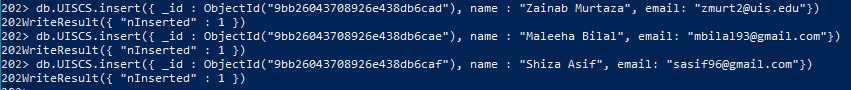 202> db.UISCS.insert({ _id : ObjectId("9bb26043708926e438db6cad"), name : "Zainab Murtaza", email: "zmurt2@uis.edu"})
202WriteResult({ "nInserted" : 1 })
202> db.UISCS.insert({ _id : ObjectId("9bb26043708926e438db6cae"), name : "Maleeha Bilal", email: "mbilal93@gmail.com"})
202WriteResult({ "nInserted" : 1 })
202> db.UISCS.insert({ _id : ObjectId("9bb26043708926e438db6caf"), name : "Shiza Asif", email: "sasif96@gmail.com"})
202WriteResult({ "nInserted" : 1 })